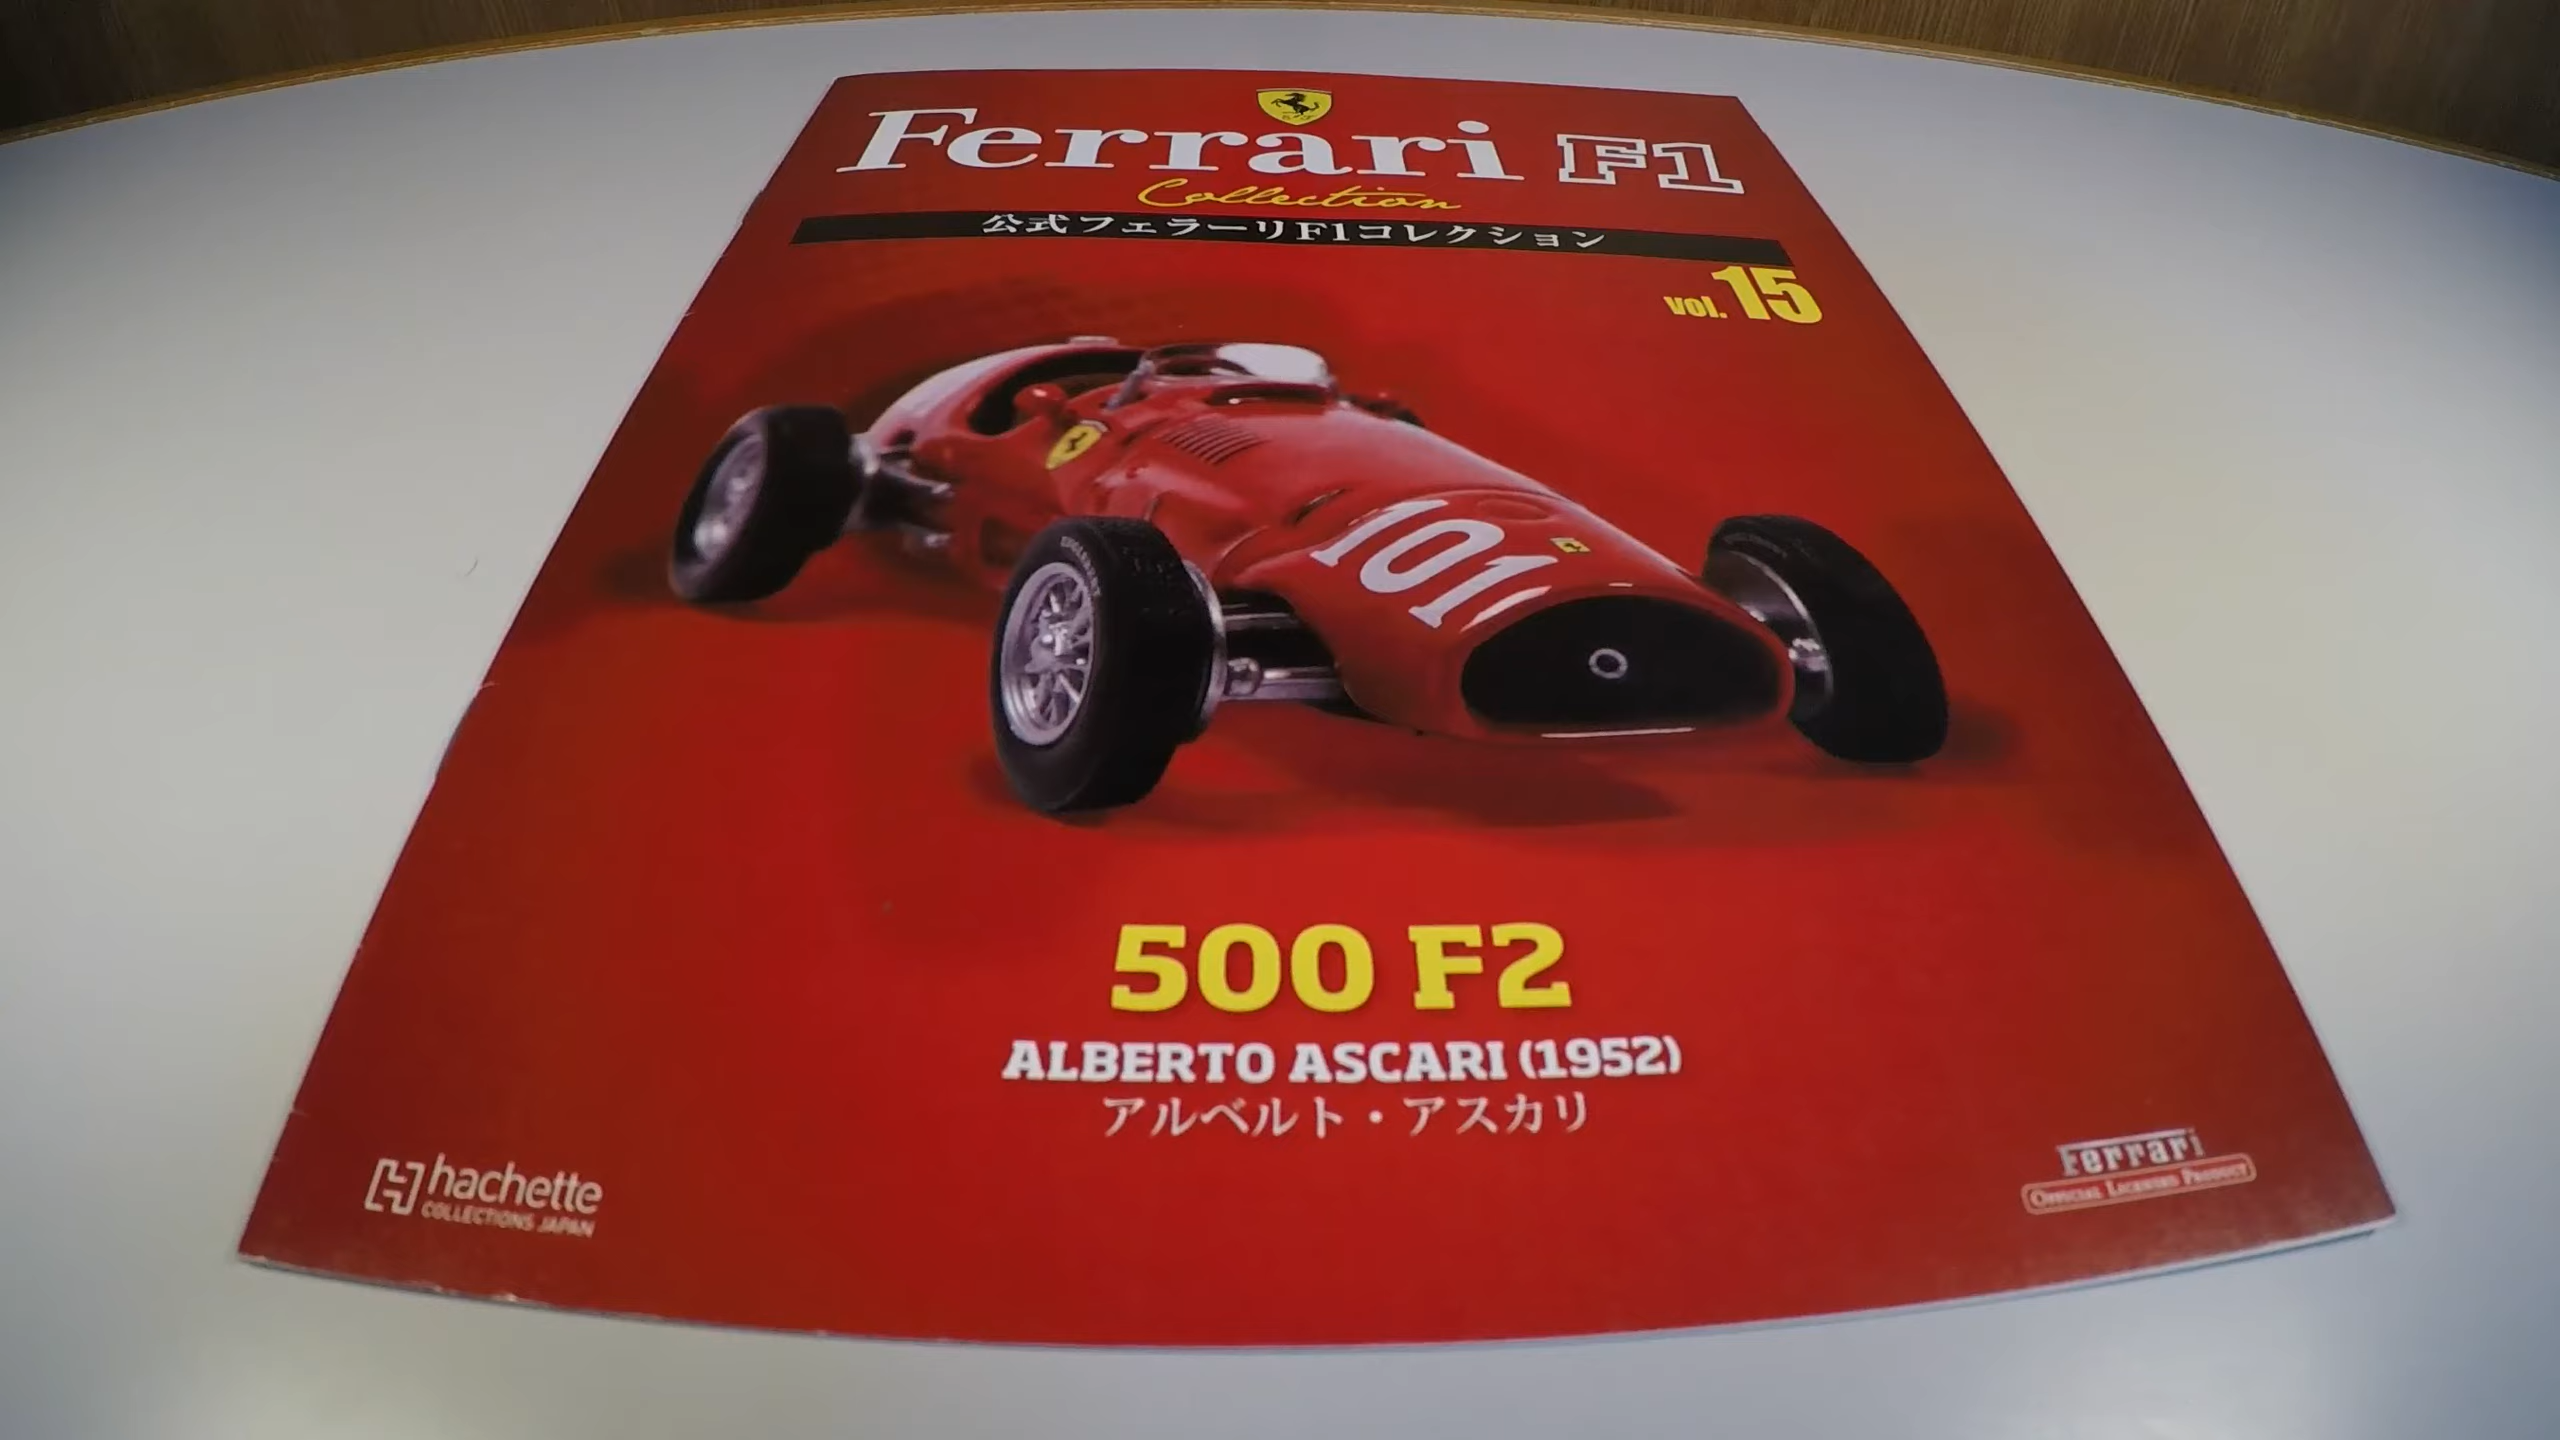 Ferrari F1
Collection
公式フェラーリF1コレクション
vol. 15
101
ENGLEBERT
500 F2
ALBERTO ASCARI (1952)
アルベルト・アスカリ
hachette
COLLECTIONS JAPAN
Ferrari
OFFICIAL LICENSED PRODUCT